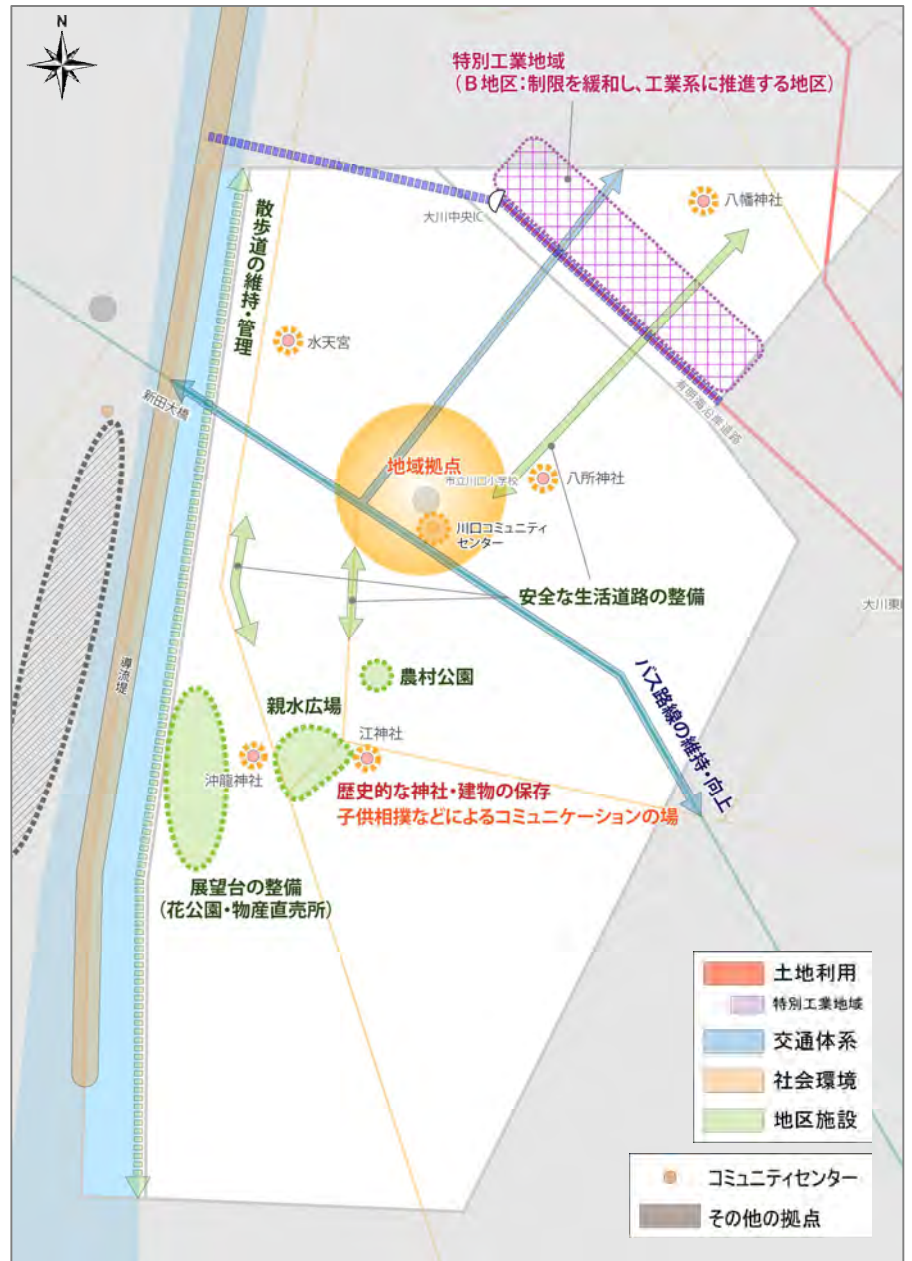 N
特別工業地域
(B地区:制限を緩和し、工業系に推進する地区)
八幡神社
大川中央IC
散歩道の維持・管理
水天宮
有明海沿岸道路
新田大橋
地域拠点
市立川口小学校
八所神社
川口コミュニティ
センター
安全な生活道路の整備
大川東
導流堤
農村公園
バス路線の維持・向上
親水広場
江神社
沖龍神社
歴史的な神社・建物の保存
子供相撲などによるコミュニケーションの場
展望台の整備
(花公園・物産直売所)
土地利用
特別工業地域
交通体系
社会環境
地区施設
コミュニティセンター
その他の拠点